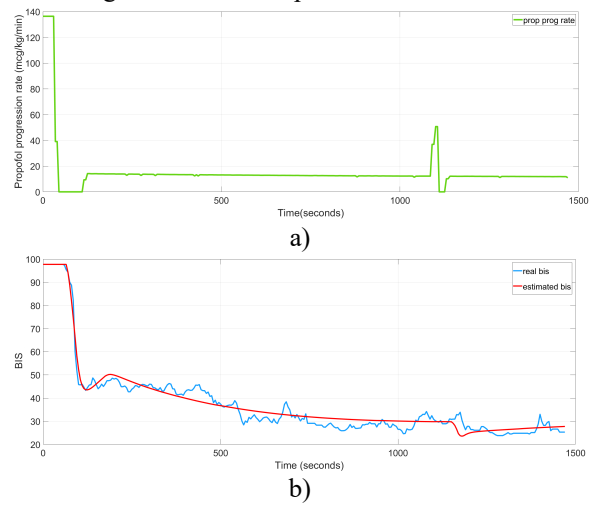 140
120
100
80
60
40
20
0
Propofol progression rate (mcg/kg/min)
prop prog rate
0
500
1000
1500
Time(seconds)
a)
100
90
80
70
60
50
40
30
20
BIS
real bis
estimated bis
0
500
1000
1500
Time (seconds)
b)